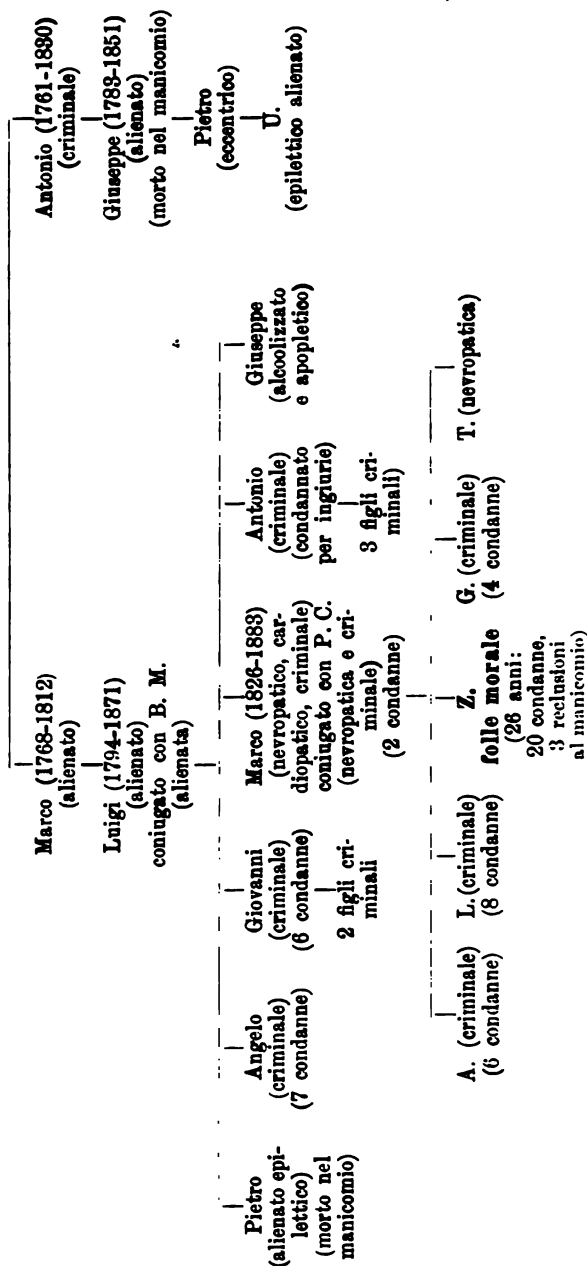 Marco (1768-1812)
(alienato)
Antonio (1761-1830)
(criminale)
Luigi (1794-1871)
(alienato)
coniugato con B. M.
(alienata)
Giuseppe (1783-1851)
(alienato)
(morto nel manicomio)
Pietro
(eccentrico)
U.
(epilettico alienato)
Pietro
(alienato epi-
lettico)
(morto nel
manicomio)
Angelo
(criminale)
(7 condanne)
Giovanni
(criminale)
(6 condanne)
2 figli cri-
minali
Marco (1826-1883)
(nevropatico, car-
diopatico, criminale)
coniugato con P. C.
(nevropatica e cri-
minale)
(2 condanne)
Antonio
(criminale)
(condannato
per ingiurie)
3 figli cri-
minali)
Giuseppe
(alcoolizzato
e apopletico)
A. (criminale)
(6 condanne)
L. (criminale)
(8 condanne)
Z.
folle morale
(26 anni:
20 condanne,
3 reclusioni
al manicomio)
G. (criminale)
(4 condanne)
T. (nevropatica)